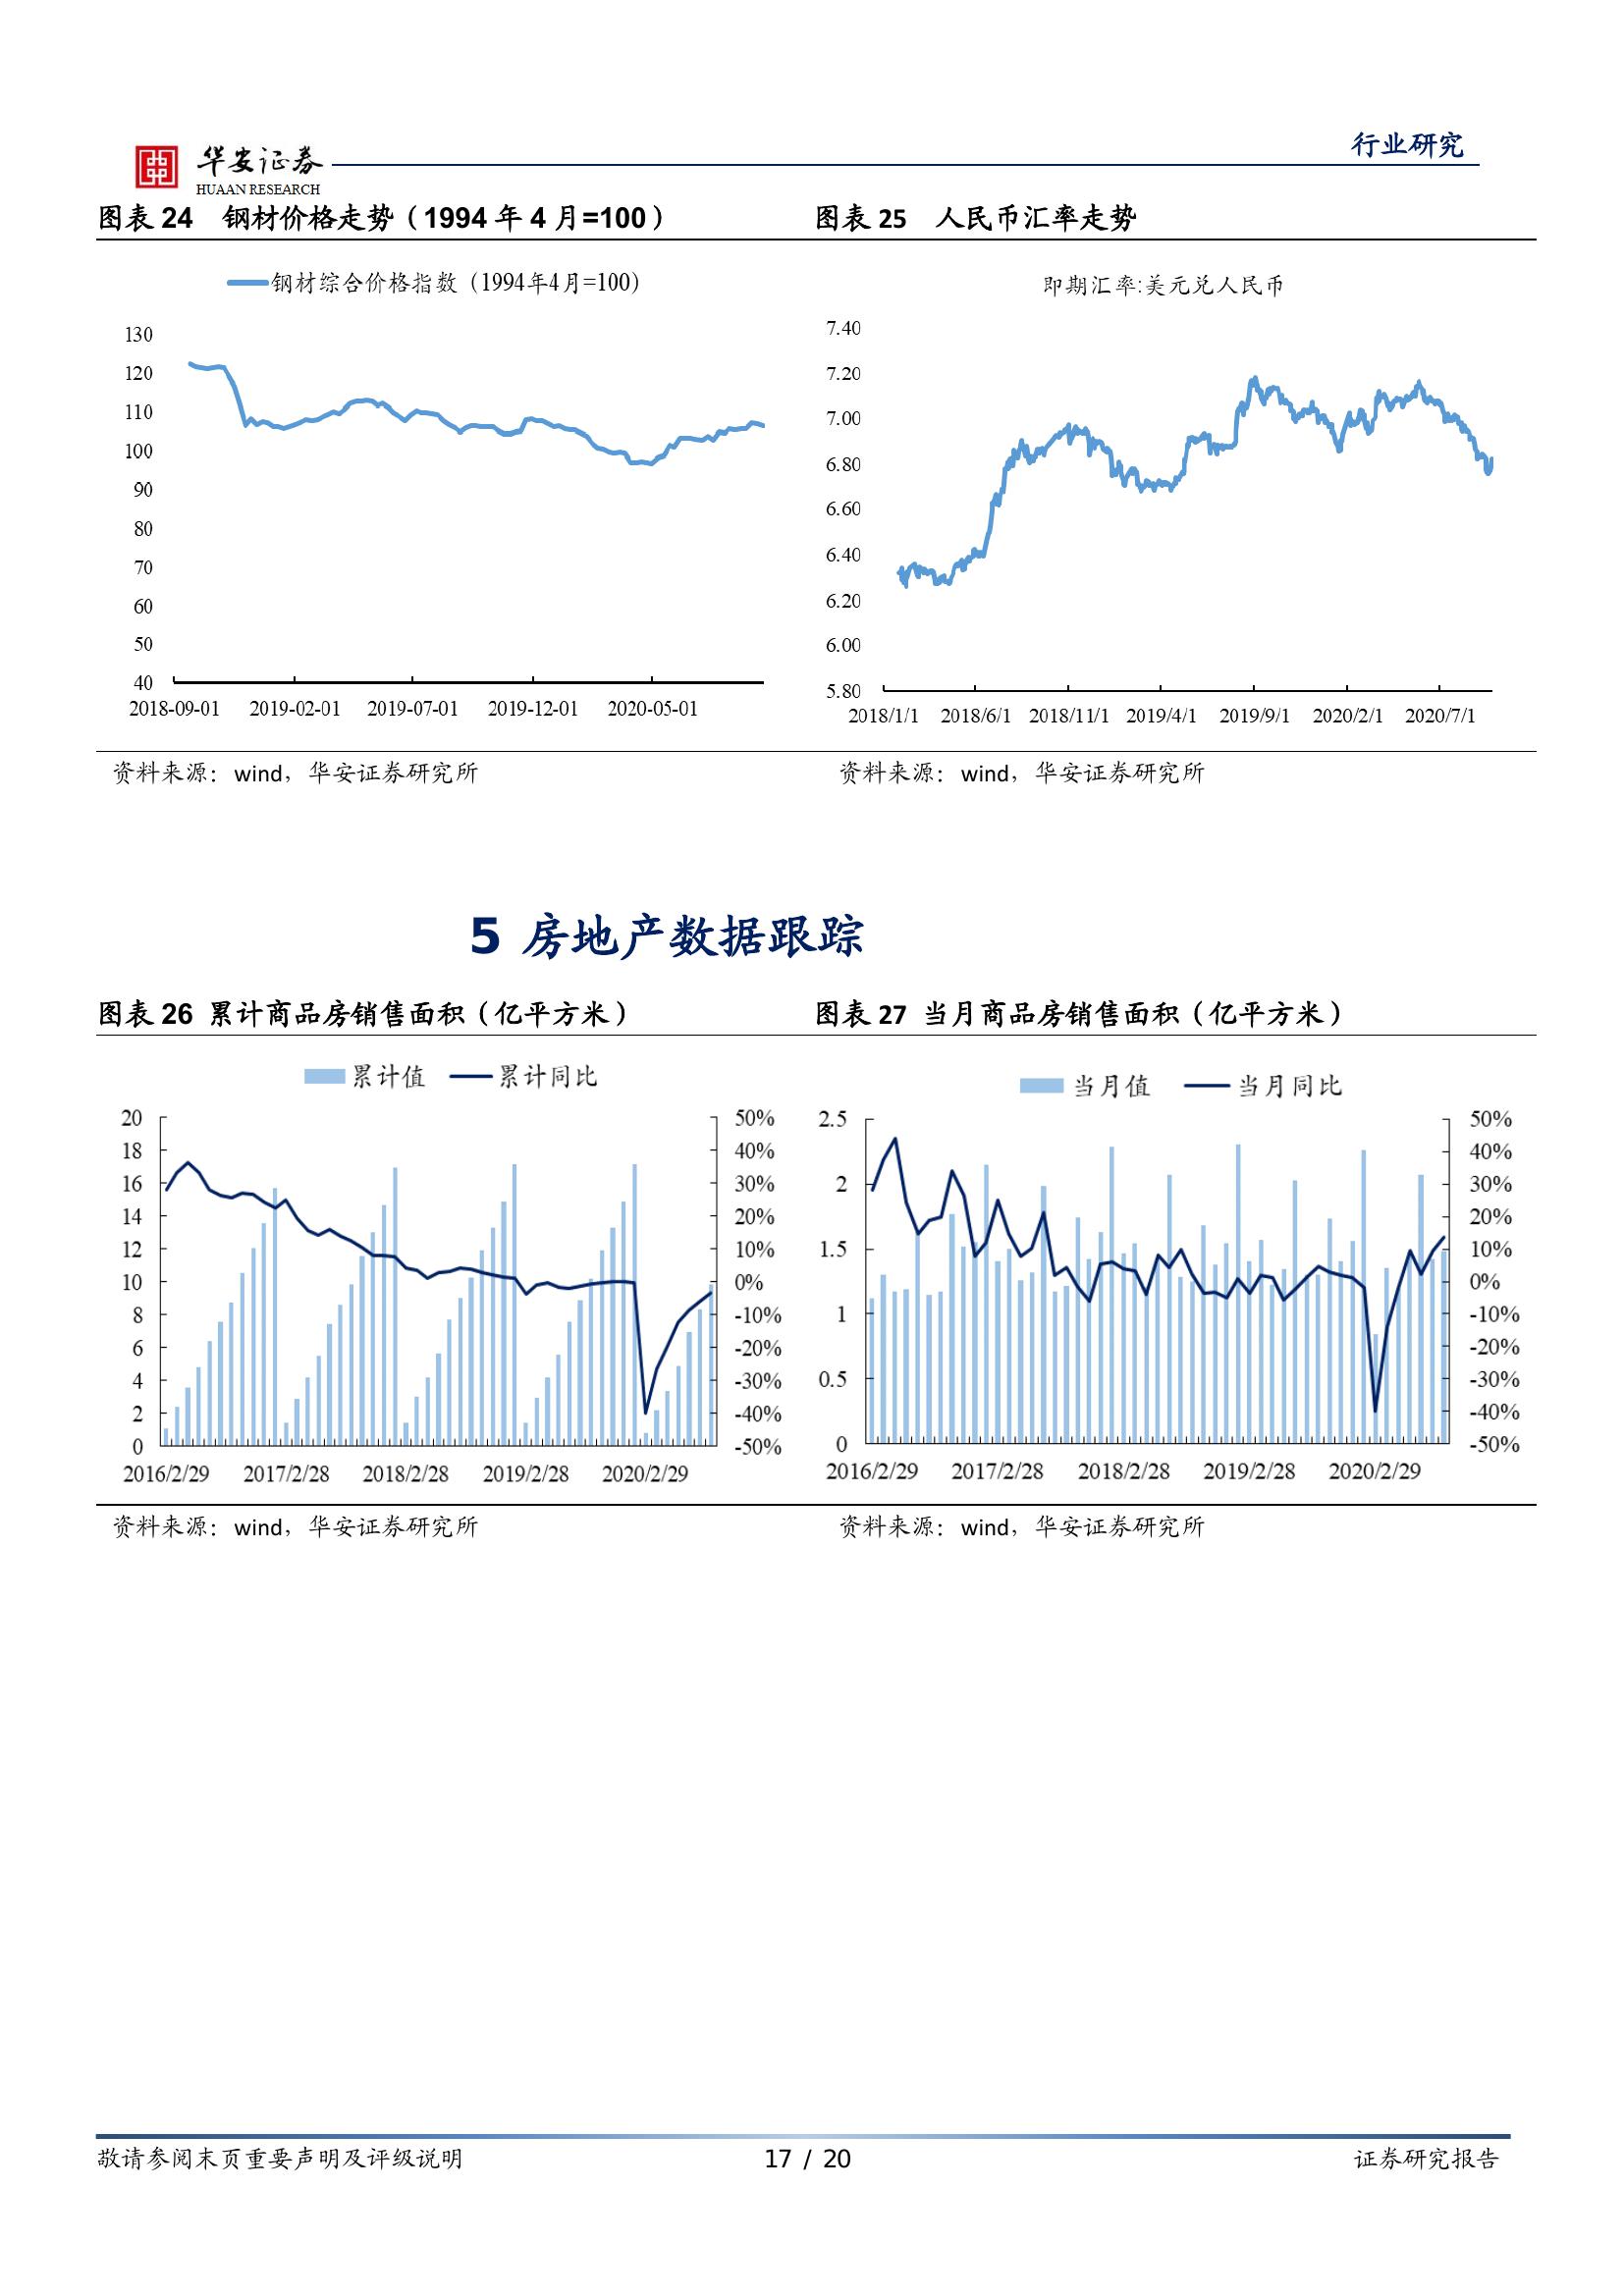 华安证券
HUAAN RESEARCH
行业研究
图表 24 钢材价格走势（1994 年 4 月=100）
钢材综合价格指数（1994年4月=100）
130
120
110
100
90
80
70
60
50
40
2018-09-01 2019-02-01 2019-07-01 2019-12-01 2020-05-01
资料来源：wind，华安证券研究所
图表 25 人民币汇率走势
即期汇率:美元兑人民币
7.40
7.20
7.00
6.80
6.60
6.40
6.20
6.00
5.80
2018/1/1 2018/6/1 2018/11/1 2019/4/1 2019/9/1 2020/2/1 2020/7/1
资料来源：wind，华安证券研究所
5 房地产数据跟踪
图表 26 累计商品房销售面积（亿平方米）
累计值 累计同比
20 50%
18 40%
16 30%
14 20%
12 10%
10 0%
8 -10%
6 -20%
4 -30%
2 -40%
0 -50%
2016/2/29 2017/2/28 2018/2/28 2019/2/28 2020/2/29
资料来源：wind，华安证券研究所
图表 27 当月商品房销售面积（亿平方米）
当月值 当月同比
2.5 50%
40%
2 30%
20%
1.5 10%
0%
1 -10%
-20%
0.5 -30%
-40%
0 -50%
2016/2/29 2017/2/28 2018/2/28 2019/2/28 2020/2/29
资料来源：wind，华安证券研究所
敬请参阅末页重要声明及评级说明 17 / 20 证券研究报告